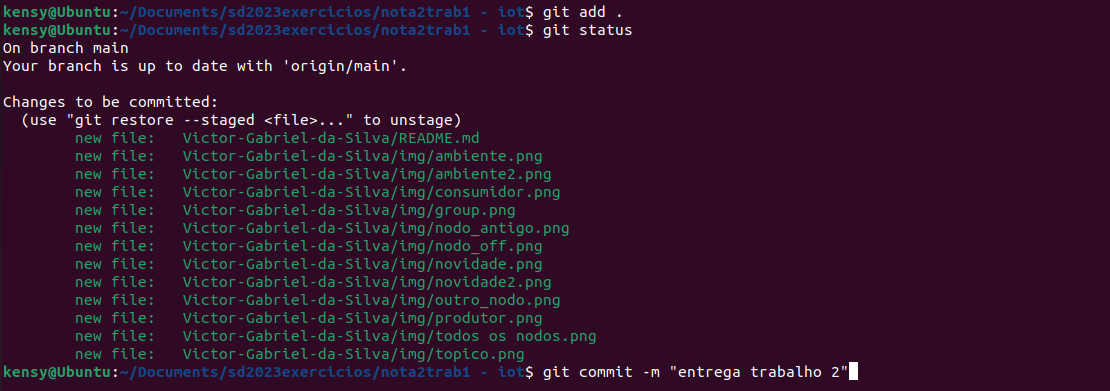 kensy@Ubuntu:~/Documents/sd2023exercicios/nota2trab1 - iot$ git add .
kensy@Ubuntu:~/Documents/sd2023exercicios/nota2trab1 - iot$ git status
On branch main
Your branch is up to date with 'origin/main'.

Changes to be committed:
  (use "git restore --staged <file>..." to unstage)
        new file:   Victor-Gabriel-da-Silva/README.md
        new file:   Victor-Gabriel-da-Silva/img/ambiente.png
        new file:   Victor-Gabriel-da-Silva/img/ambiente2.png
        new file:   Victor-Gabriel-da-Silva/img/consumidor.png
        new file:   Victor-Gabriel-da-Silva/img/group.png
        new file:   Victor-Gabriel-da-Silva/img/nodo_antigo.png
        new file:   Victor-Gabriel-da-Silva/img/nodo_off.png
        new file:   Victor-Gabriel-da-Silva/img/novidade.png
        new file:   Victor-Gabriel-da-Silva/img/novidade2.png
        new file:   Victor-Gabriel-da-Silva/img/outro_nodo.png
        new file:   Victor-Gabriel-da-Silva/img/produtor.png
        new file:   Victor-Gabriel-da-Silva/img/todos os nodos.png
        new file:   Victor-Gabriel-da-Silva/img/topico.png
kensy@Ubuntu:~/Documents/sd2023exercicios/nota2trab1 - iot$ git commit -m "entrega trabalho 2"